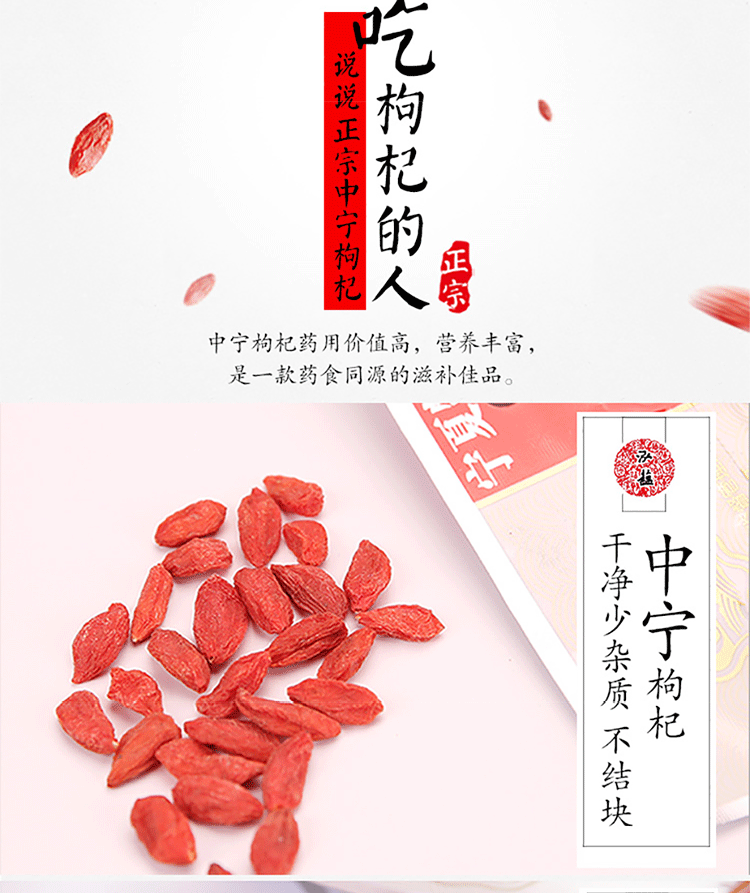 吃枸杞的人
说说正宗中宁枸杞
正宗
中宁枸杞药用价值高，营养丰富，
是一款药食同源的滋补佳品。
宁夏
中宁枸杞
干净少杂质 不结块